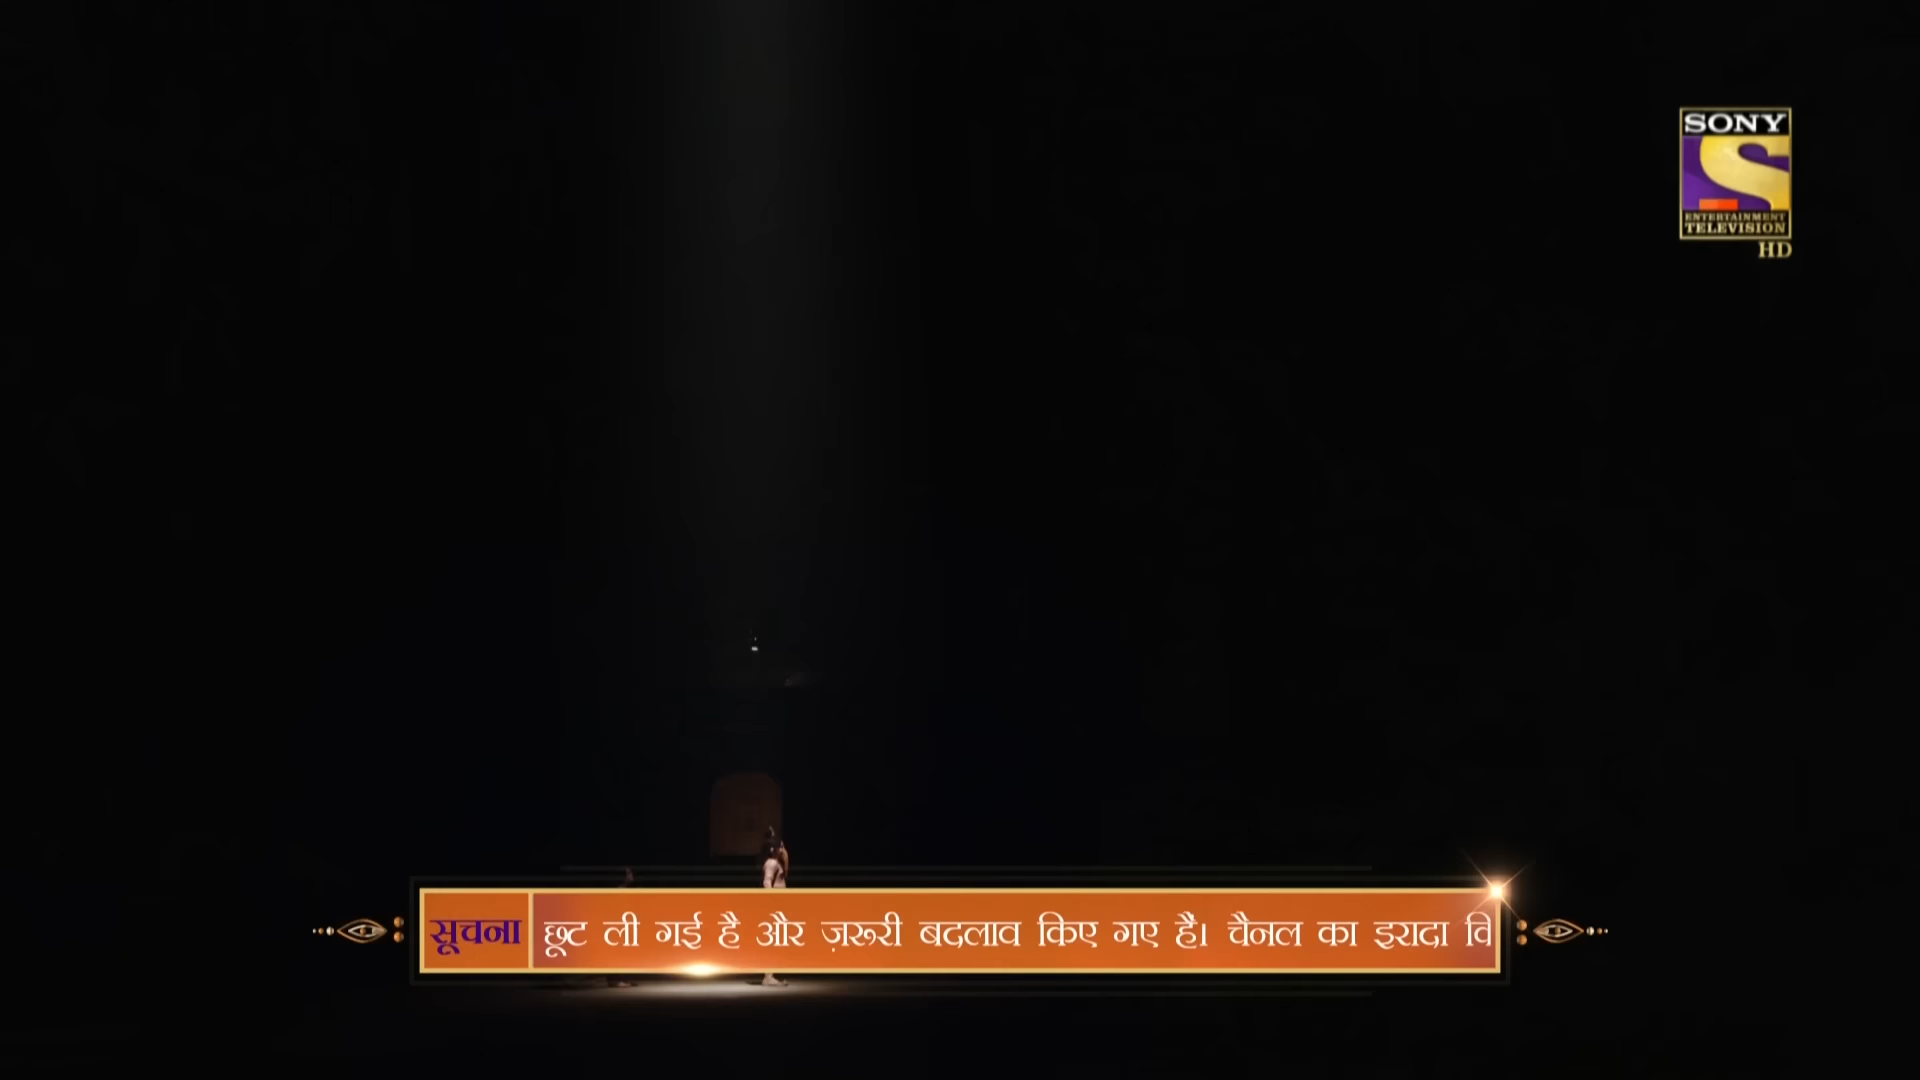 SONY
ENTERTAINMENT
TELEVISION
HD
सूचना
छूट ली गई है और ज़रूरी बदलाव किए गए हैं। चैनल का इरादा